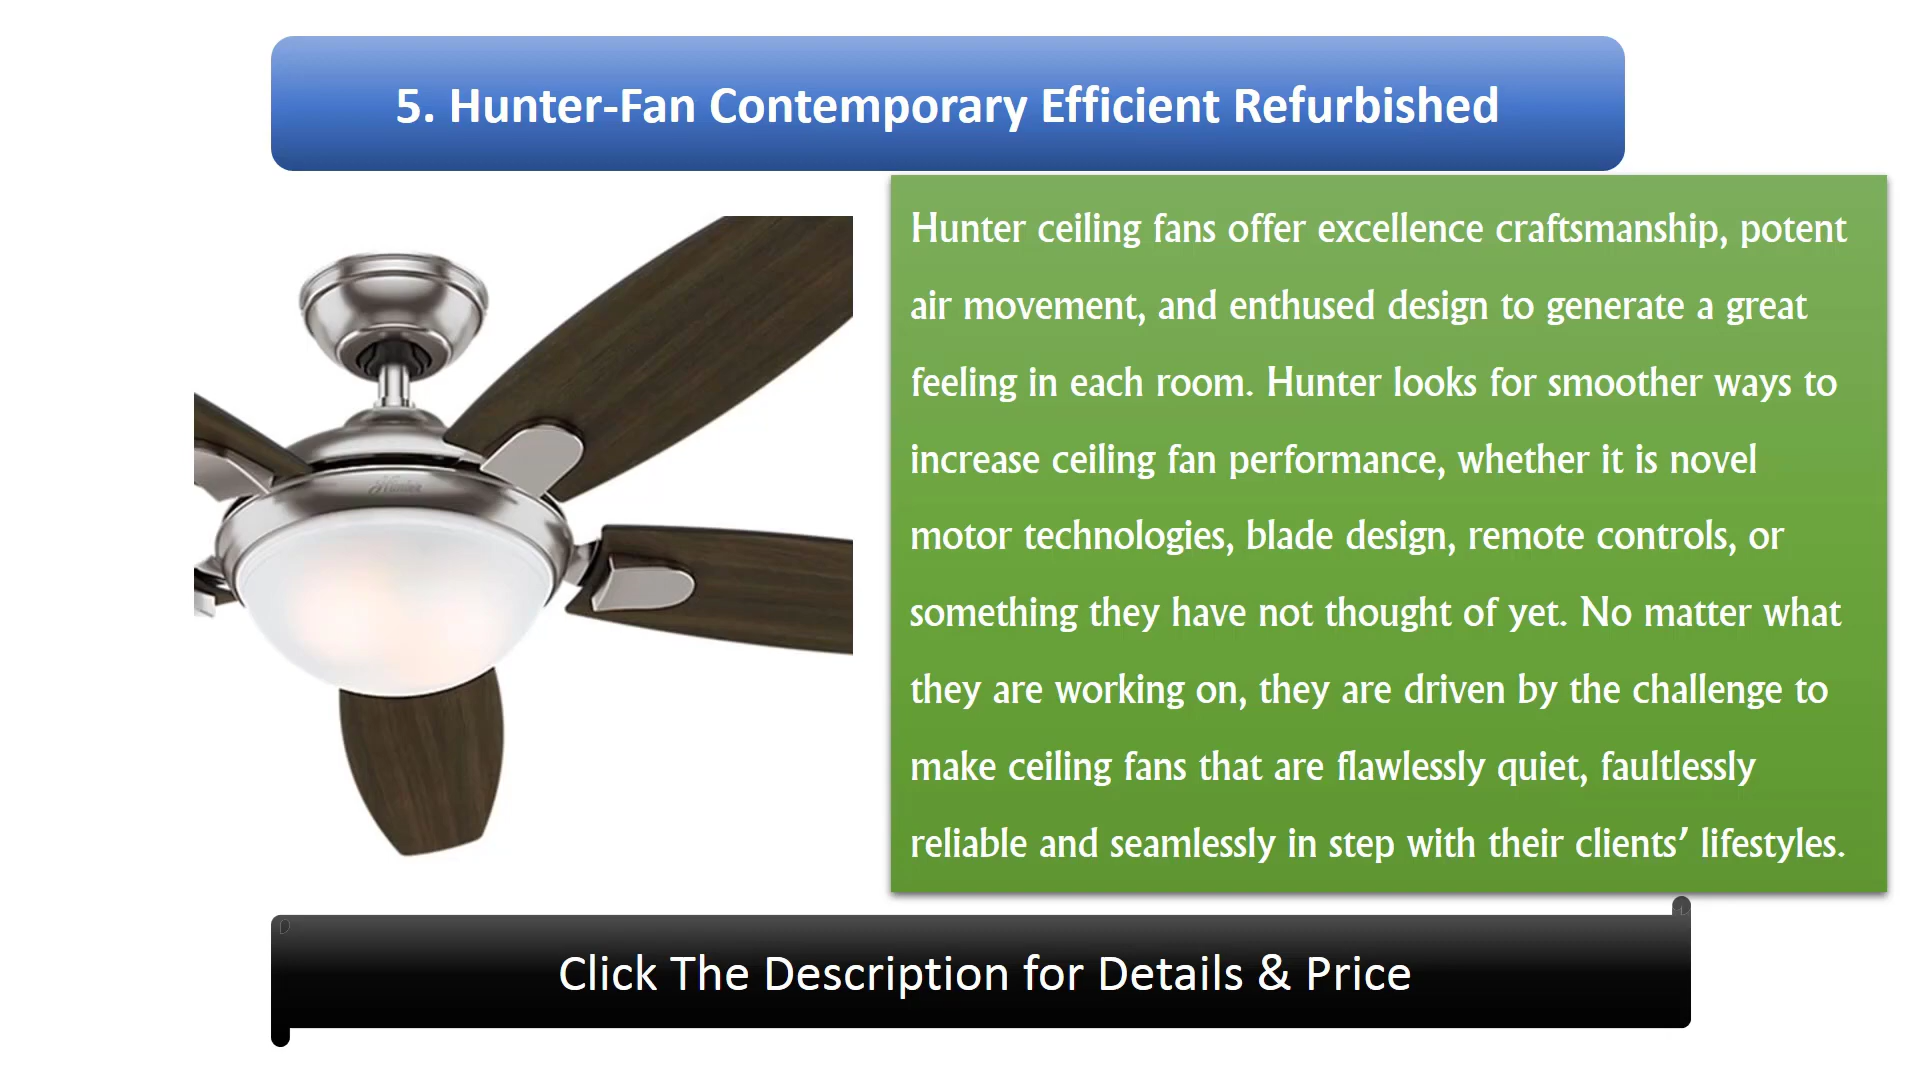 5. Hunter-Fan Contemporary Efficient Refurbished
Hunter ceiling fans offer excellence craftsmanship, potent
air movement, and enthused design to generate a great
feeling in each room. Hunter looks for smoother ways to
increase ceiling fan performance, whether it is novel
motor technologies, blade design, remote controls, or
something they have not thought of yet. No matter what
they are working on, they are driven by the challenge to
make ceiling fans that are flawlessly quiet, faultlessly
reliable and seamlessly in step with their clients’ lifestyles.
Hunter
Click The Description for Details & Price